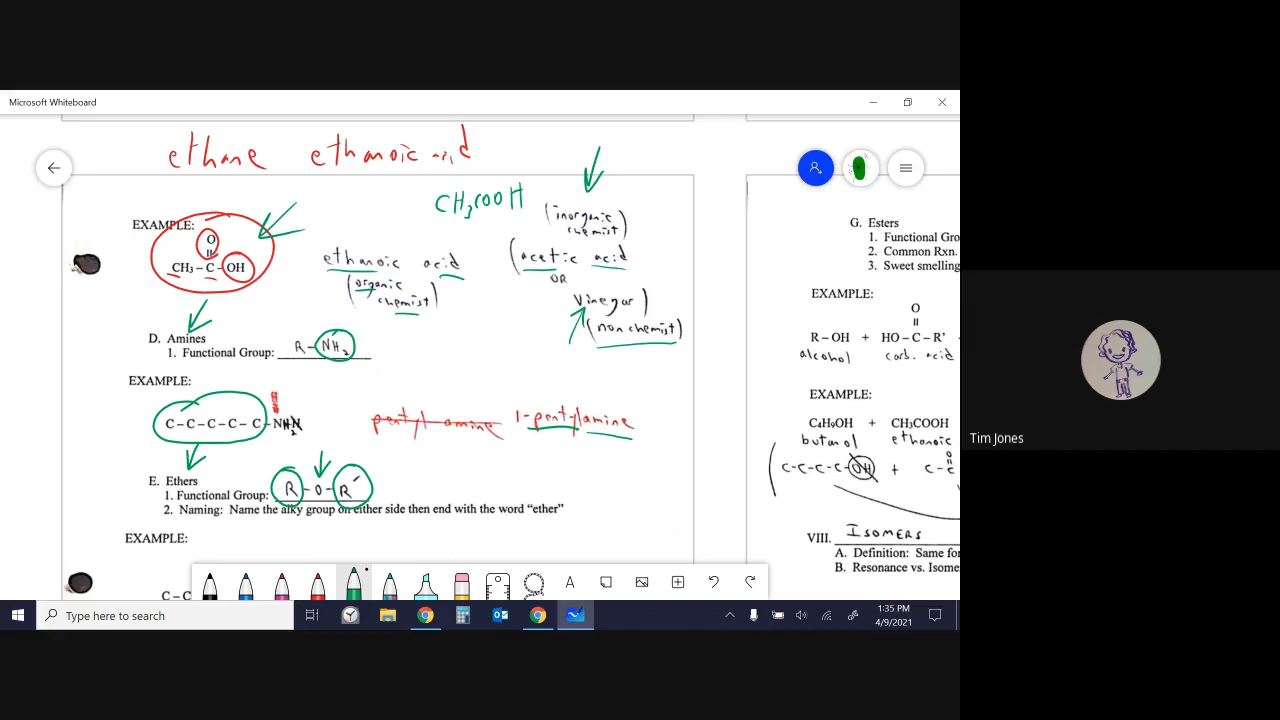 Microsoft Whiteboard
ethane ethanoic acid
CH3COOH
(inorganic
chemist)
EXAMPLE:
O
CH₃ – C – OH
ethanoic acid
(organic
chemist)
(acetic acid
OR
Vinegar)
(non chemist)
D. Amines
1. Functional Group: R – NH2
EXAMPLE:
H
C – C – C – C – C – NH2
pentyl amine 1-pentylamine
E. Ethers
1. Functional Group: R – O – R'
2. Naming: Name the alky group on either side then end with the word “ether”
EXAMPLE:
C – C
G. Esters
1. Functional Gro
2. Common Rxn.
3. Sweet smelling
EXAMPLE:
O
R – OH + HO – C – R'
alcohol carb. acid
EXAMPLE:
C₄H₉OH + CH₃COOH
butanol ethanoic
O
C-C-C-C-OH + C-C
VIII. ISOMERS
A. Definition: Same for
B. Resonance vs. Isome
A
Type here to search
1:35 PM
4/9/2021
Tim Jones